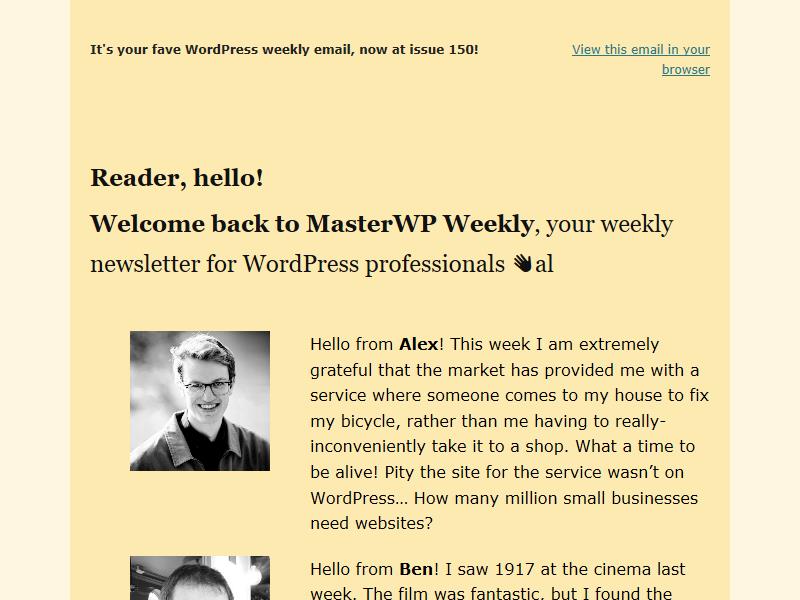 It's your fave WordPress weekly email, now at issue 150!
View this email in your
browser
Reader, hello!
Welcome back to MasterWP Weekly, your weekly
newsletter for WordPress professionals 👋al
Hello from Alex! This week I am extremely
grateful that the market has provided me with a
service where someone comes to my house to fix
my bicycle, rather than me having to really-
inconveniently take it to a shop. What a time to
be alive! Pity the site for the service wasn’t on
WordPress… How many million small businesses
need websites?
Hello from Ben! I saw 1917 at the cinema last
week. The film was fantastic, but I found the